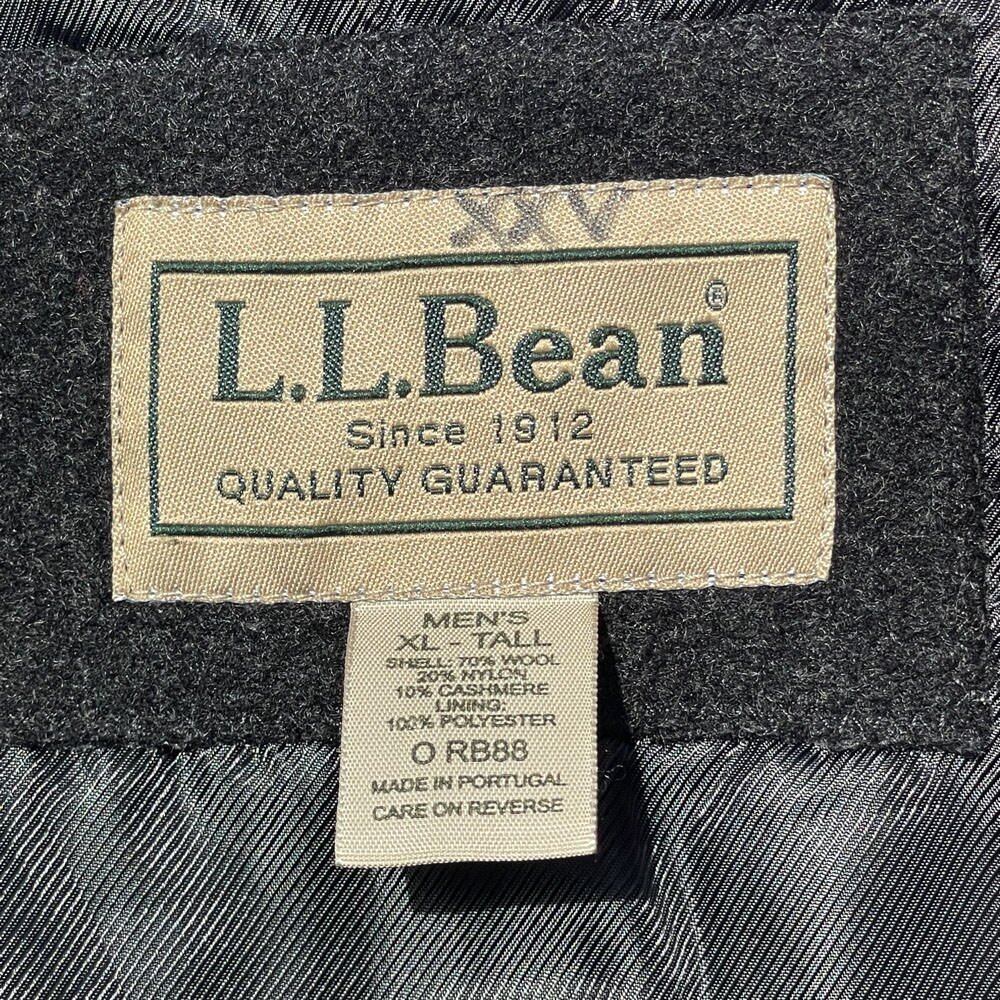 XXV
L.L.Bean®
Since 1912
QUALITY GUARANTEED
MEN'S
XL - TALL
SHELL: 70% WOOL
20% NYLON
10% CASHMERE
LINING:
100% POLYESTER
O RB88
MADE IN PORTUGAL
CARE ON REVERSE